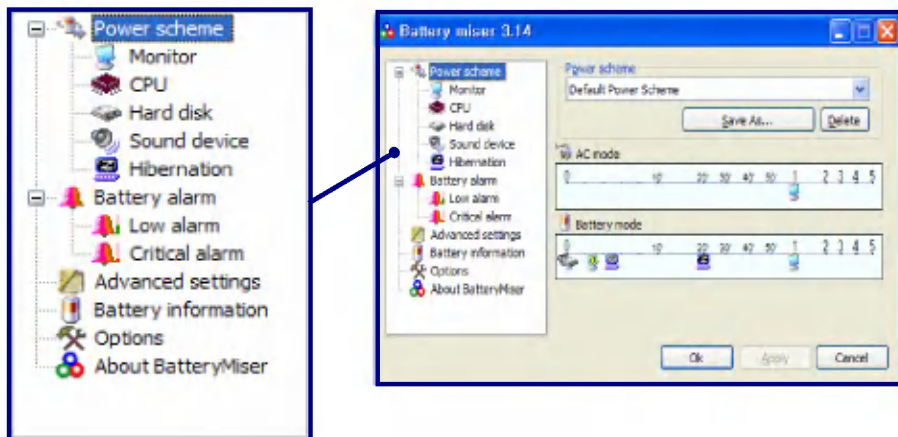 Power scheme
Monitor
CPU
Hard disk
Sound device
Hibernation
Battery alarm
Low alarm
Critical alarm
Advanced settings
Battery information
Options
About BatteryMiser
Battery miser 3.14
Power scheme
Monitor
CPU
Hard disk
Sound device
Hibernation
Battery alarm
Low alarm
Critical alarm
Advanced settings
Battery information
Options
About BatteryMiser
Power scheme
Default Power Scheme
Save As... Delete
AC mode
0 10' 20' 30' 40' 50' 1 2 3 4 5
Battery mode
0 10' 20' 30' 40' 50' 1 2 3 4 5
Ok Apply Cancel